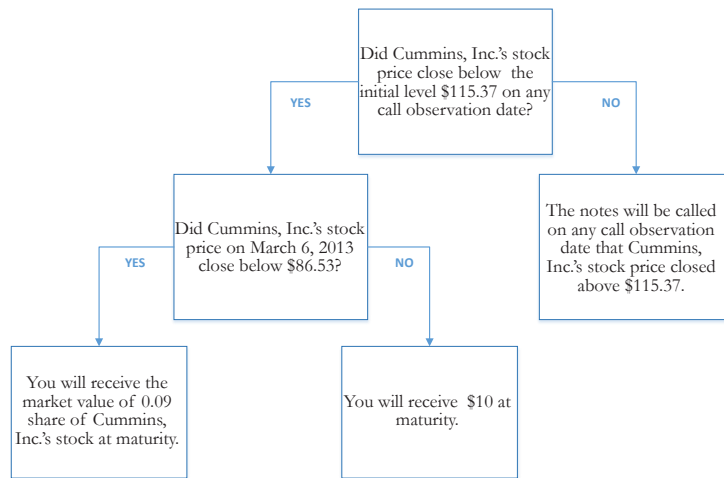 Did Cummins, Inc.'s stock
price close below the
initial level $115.37 on any
call observation date?
YES
NO
Did Cummins, Inc.'s stock
price on March 6, 2013
close below $86.53?
The notes will be called
on any call observation
date that Cummins,
Inc.'s stock price closed
above $115.37.
YES
NO
You will receive the
market value of 0.09
share of Cummins,
Inc.'s stock at maturity.
You will receive $10 at
maturity.